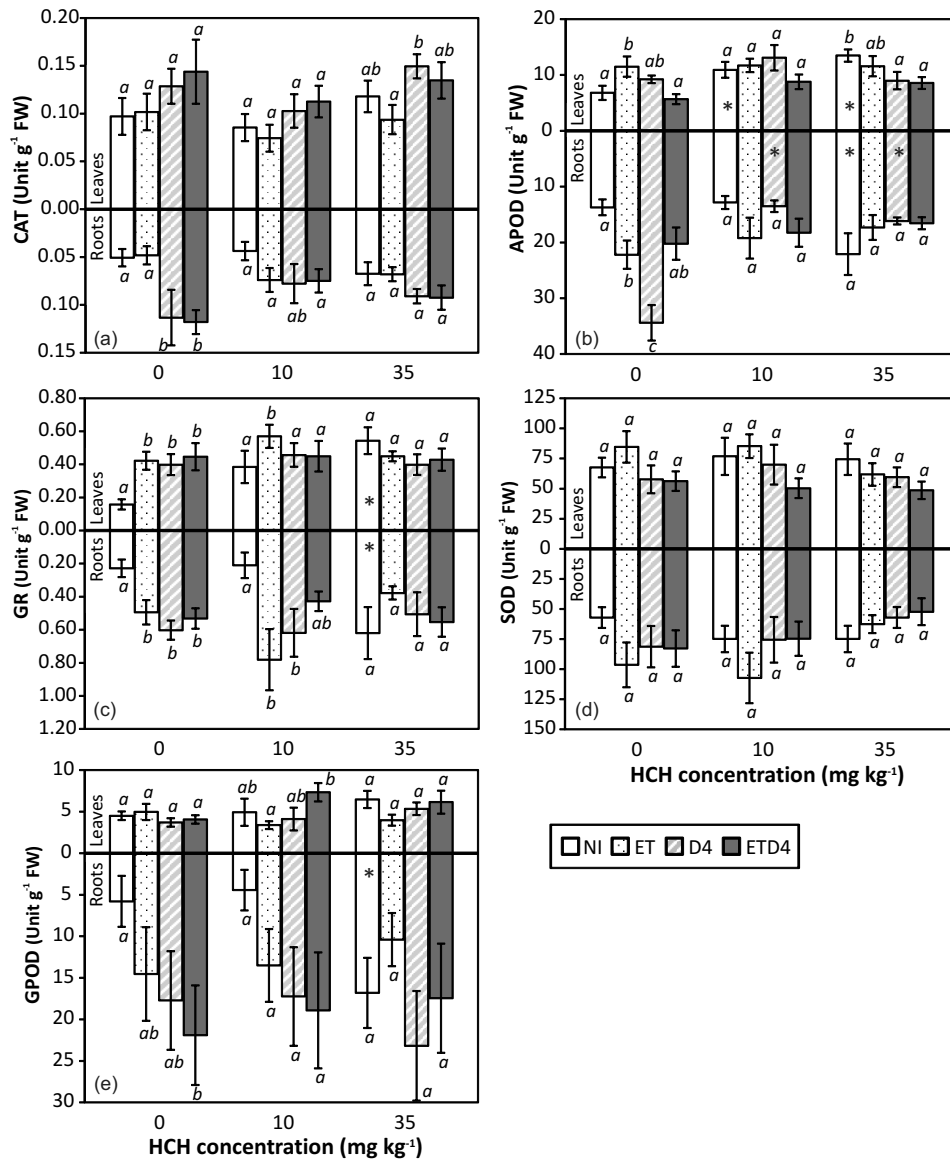 CAT (Unit g⁻¹ FW)
Leaves
Roots
0.20
0.15
0.10
0.05
0.00
0.05
0.10
0.15
a a a a
a a a a
ab a b ab
a a b b
a a ab a
a a a a
(a)
0 10 35
APOD (Unit g⁻¹ FW)
Leaves
Roots
20
10
0
10
20
30
40
a b a a
a a a a
b ab a a
* *
* * *
a b c ab
a a a a
a a a a
(b)
0 10 35
GR (Unit g⁻¹ FW)
Leaves
Roots
0.80
0.40
0.00
0.20
0.40
0.60
0.80
1.00
1.20
a b b b
a b a a
a a a a
*
*
a b b b
a b b ab
a a a a
(c)
0 10 35
SOD (Unit g⁻¹ FW)
Leaves
Roots
125
100
75
50
25
0
25
50
75
100
125
150
a a a a
a a a a
a a a a
a a a a
a a a a
a a a a
(d)
0 10 35
HCH concentration (mg kg⁻¹)
GPOD (Unit g⁻¹ FW)
Leaves
Roots
10
5
0
5
10
15
20
25
30
a a a a
ab a ab b
a a a a
*
a ab ab b
a a a a
a a a a
(e)
0 10 35
HCH concentration (mg kg⁻¹)
NI ET D4 ETD4